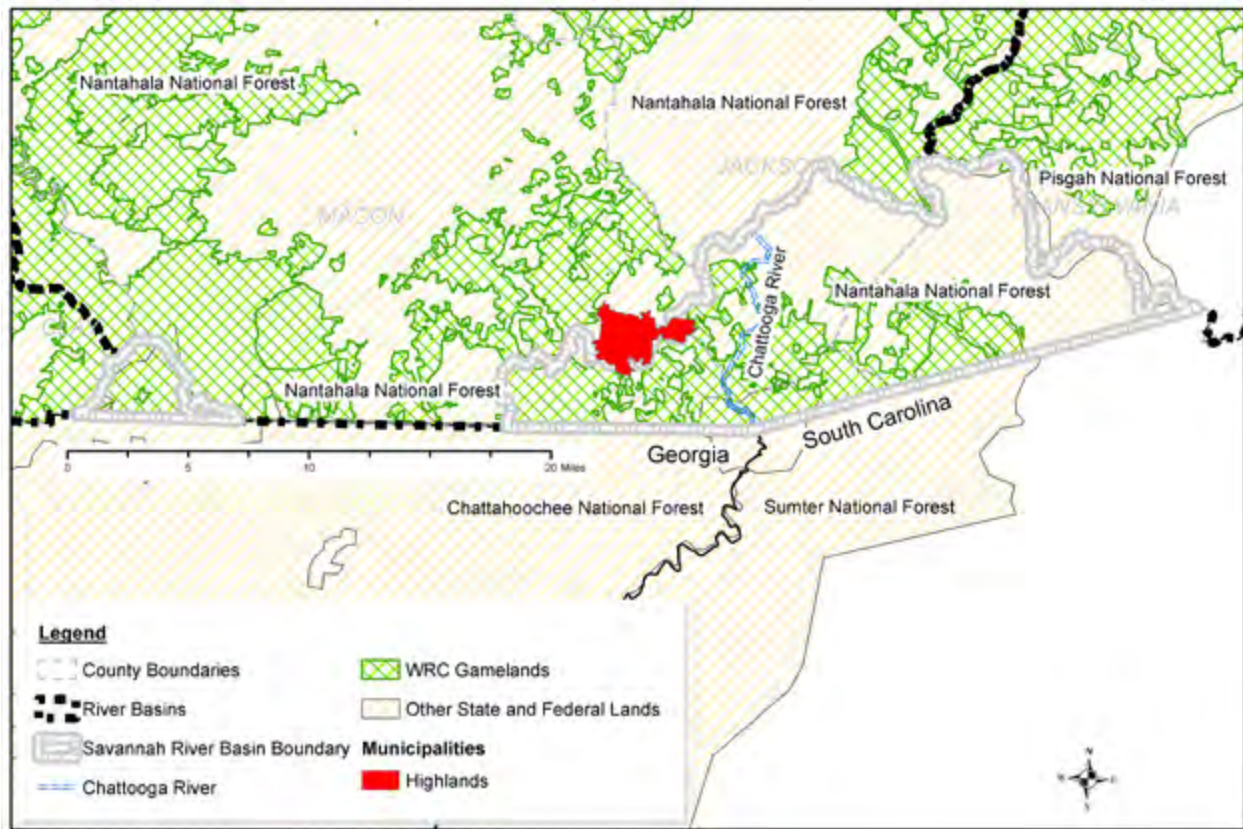 Nantahala National Forest
Nantahala National Forest
JACKSON
Pisgah National Forest
TRANSYLVANIA
MACON
Chattooga River
Nantahala National Forest
Nantahala National Forest
South Carolina
Georgia
0 5 10 20 Miles
Chattahoochee National Forest
Sumter National Forest
Legend
County Boundaries
River Basins
Savannah River Basin Boundary
Chattooga River
WRC Gamelands
Other State and Federal Lands
Municipalities
Highlands
N
W E
S